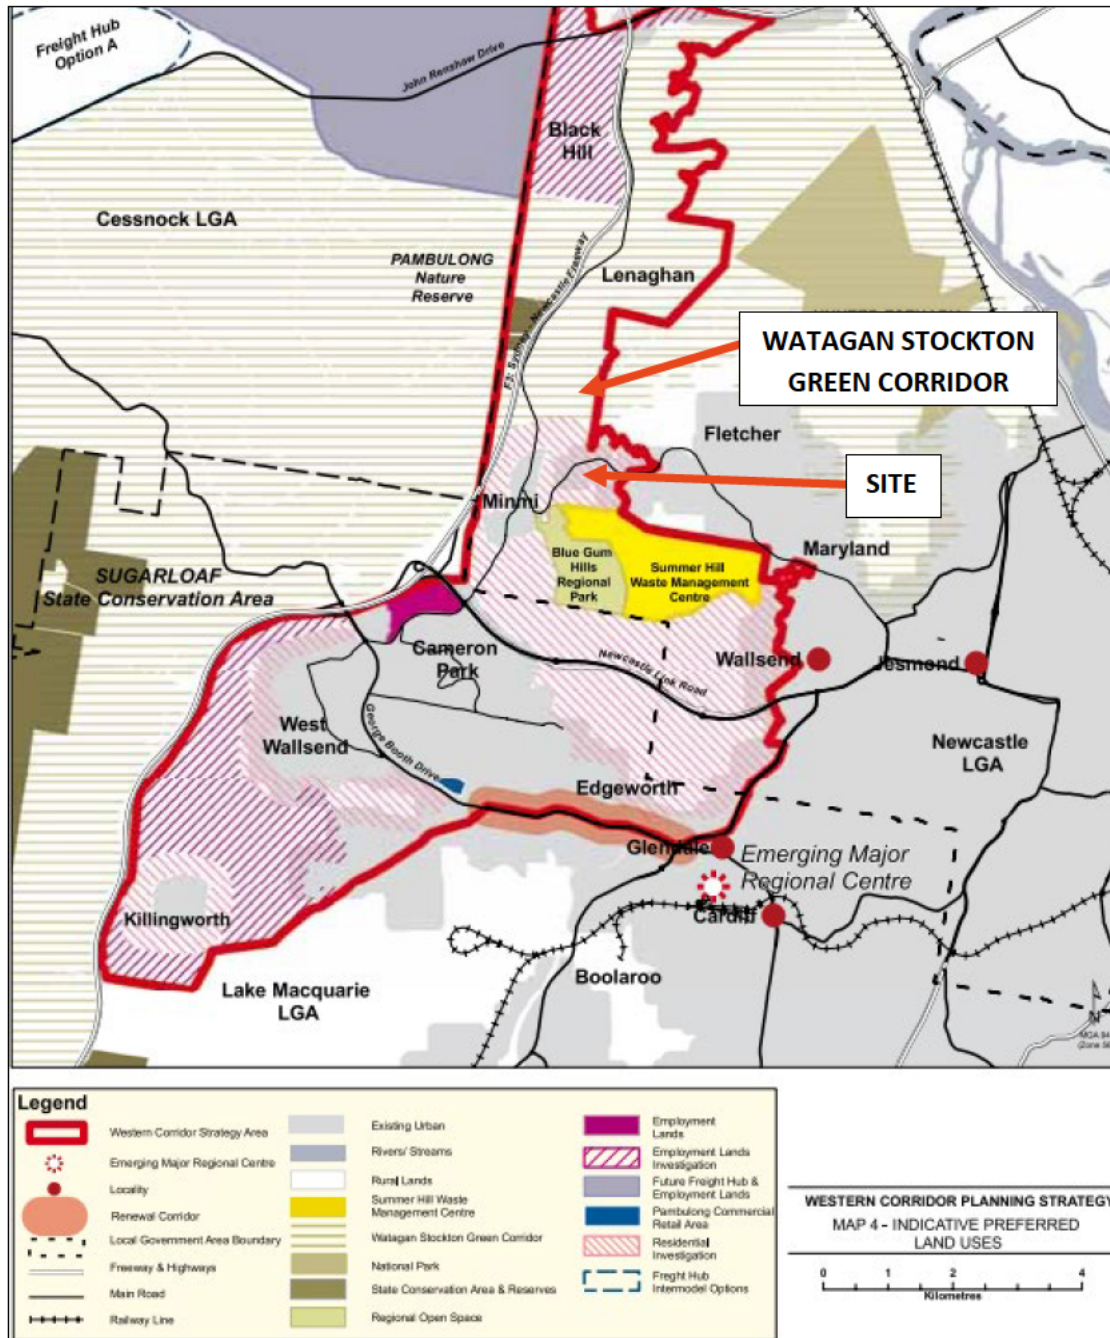 Freight Hub
Option A
John Renshaw Drive
Black
Hill
Cessnock LGA
PAMBULONG
Nature
Reserve
Lenaghan
F3: Sydney - Newcastle Freeway
WATAGAN STOCKTON
GREEN CORRIDOR
Fletcher
SITE
Minmi
Maryland
Blue Gum
Hills
Regional
Park
Summer Hill
Waste Management
Centre
SUGARLOAF
State Conservation Area
Cameron
Park
Newcastle Link Road
Wallsend
Jesmond
West
Wallsend
George Booth Drive
Newcastle
LGA
Edgeworth
Glendale
Emerging Major
Regional Centre
Cardiff
Killingworth
Boolaroo
Lake Macquarie
LGA
N
Legend
Western Corridor Strategy Area
Emerging Major Regional Centre
Locality
Renewal Corridor
Local Government Area Boundary
Freeway & Highways
Main Road
Railway Line
Existing Urban
Rivers/ Streams
Rural Lands
Summer Hill Waste
Management Centre
Watagan Stockton Green Corridor
National Park
State Conservation Area & Reserves
Regional Open Space
Employment
Lands
Employment Lands
Investigation
Future Freight Hub &
Employment Lands
Pambulong Commercial
Retail Area
Residential
Investigation
Freght Hub
Intermodel Options
WESTERN CORRIDOR PLANNING STRATEGY
MAP 4 - INDICATIVE PREFERRED
LAND USES
0 1 2 4
Kilometres